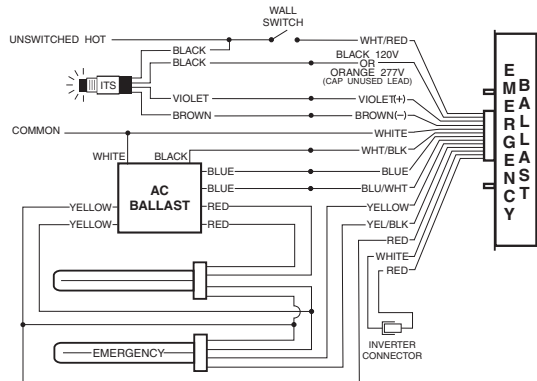 WALL
SWITCH
UNSWITCHED HOT
WHT/RED
BLACK
BLACK
BLACK 120V
OR
ORANGE 277V
(CAP UNUSED LEAD)
ITS
VIOLET
VIOLET(+)
BROWN
BROWN(−)
COMMON
WHITE
WHITE
BLACK
WHT/BLK
BLUE
BLUE
BLUE
BLU/WHT
AC
BALLAST
YELLOW
RED
YELLOW
YELLOW
RED
YEL/BLK
RED
WHITE
RED
EMERGENCY
INVERTER
CONNECTOR
EMERGENCY
BALLAST